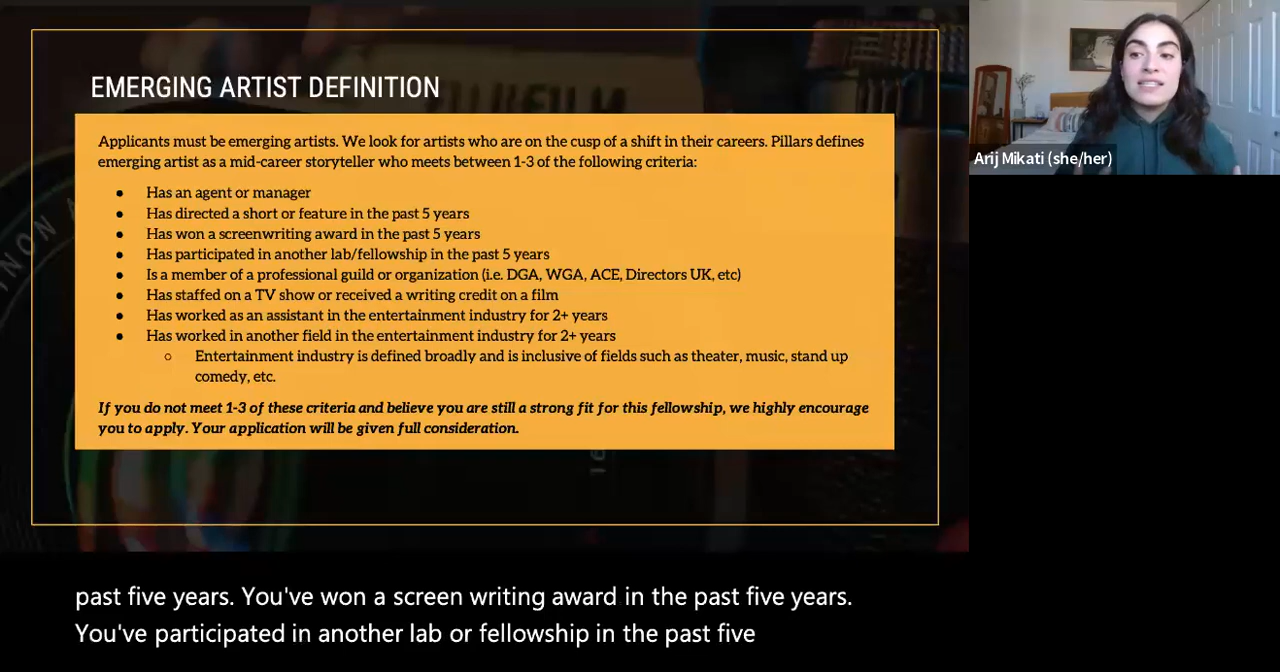 EMERGING ARTIST DEFINITION
Applicants must be emerging artists. We look for artists who are on the cusp of a shift in their careers. Pillars defines
emerging artist as a mid-career storyteller who meets between 1-3 of the following criteria:
● Has an agent or manager
● Has directed a short or feature in the past 5 years
● Has won a screenwriting award in the past 5 years
● Has participated in another lab/fellowship in the past 5 years
● Is a member of a professional guild or organization (i.e. DGA, WGA, ACE, Directors UK, etc)
● Has staffed on a TV show or received a writing credit on a film
● Has worked as an assistant in the entertainment industry for 2+ years
● Has worked in another field in the entertainment industry for 2+ years
○ Entertainment industry is defined broadly and is inclusive of fields such as theater, music, stand up
comedy, etc.
If you do not meet 1-3 of these criteria and believe you are still a strong fit for this fellowship, we highly encourage
you to apply. Your application will be given full consideration.
Arij Mikati (she/her)
past five years. You've won a screen writing award in the past five years.
You've participated in another lab or fellowship in the past five